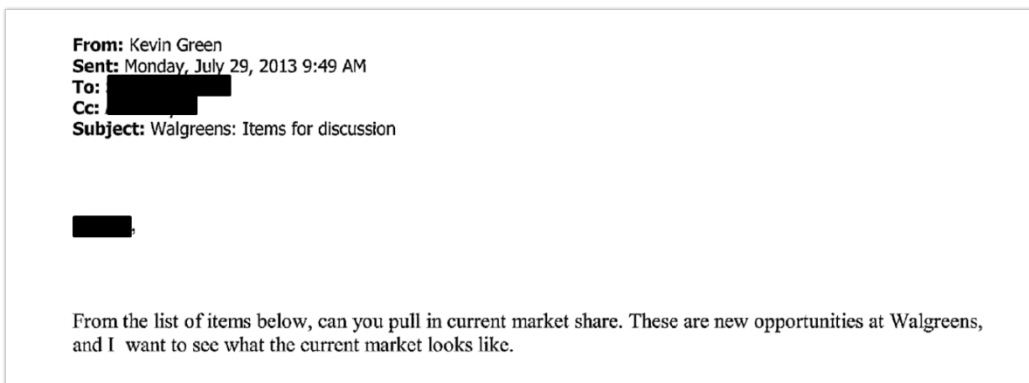 From: Kevin Green
Sent: Monday, July 29, 2013 9:49 AM
To:
Cc:
Subject: Walgreens: Items for discussion
,
From the list of items below, can you pull in current market share. These are new opportunities at Walgreens,
and I want to see what the current market looks like.